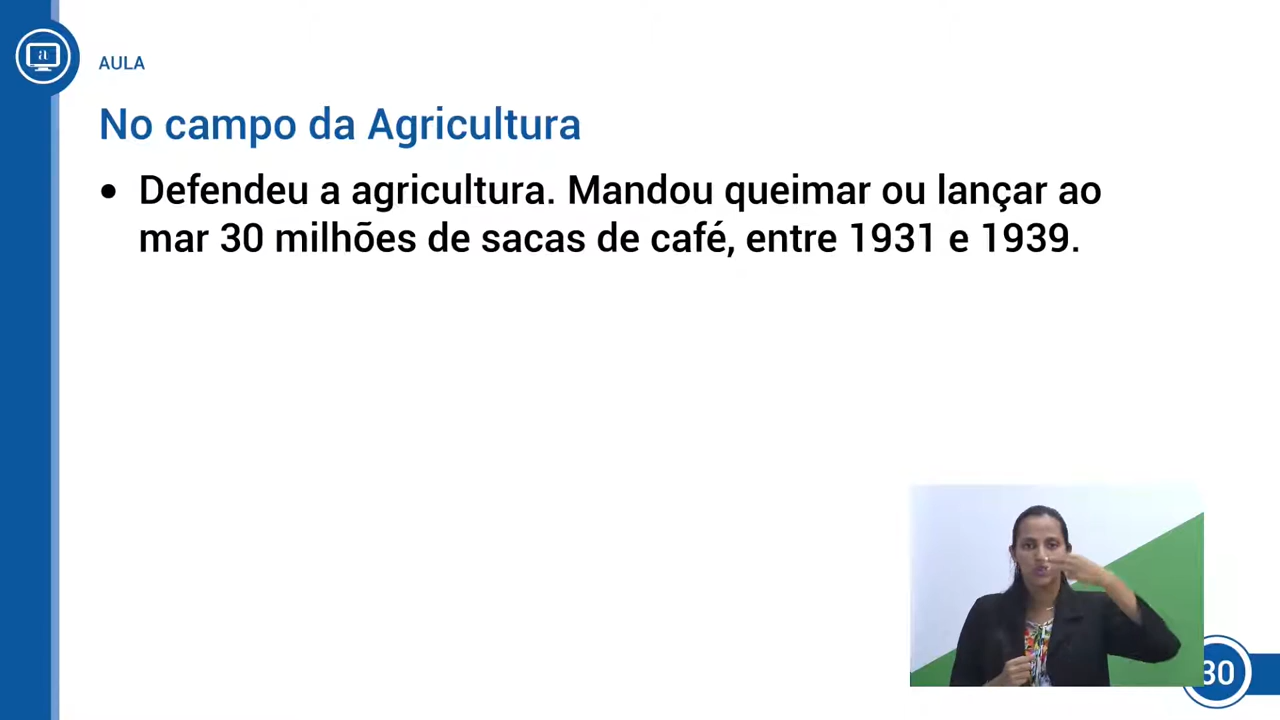 a
AULA
No campo da Agricultura
• Defendeu a agricultura. Mandou queimar ou lançar ao
mar 30 milhões de sacas de café, entre 1931 e 1939.
30